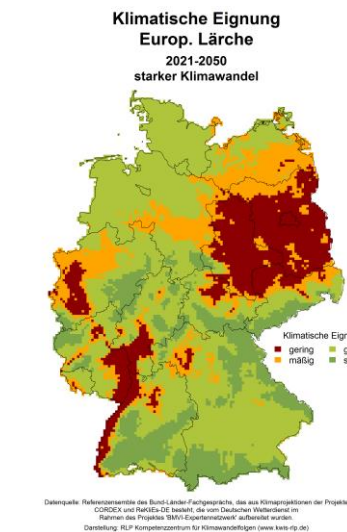 Klimatische Eignung
Europ. Lärche
2021-2050
starker Klimawandel
Klimatische Eign
gering g
mäßig s
Datenquelle: Referenzensemble des Bund-Länder-Fachgesprächs, das aus Klimaprojektionen der Projekte
CORDEX und ReKliEs-DE besteht, die vom Deutschen Wetterdienst im
Rahmen des Projektes 'BMVI-Expertennetzwerk' aufbereitet wurden.
Darstellung: RLP Kompetenzzentrum für Klimawandelfolgen (www.kwis-rlp.de)